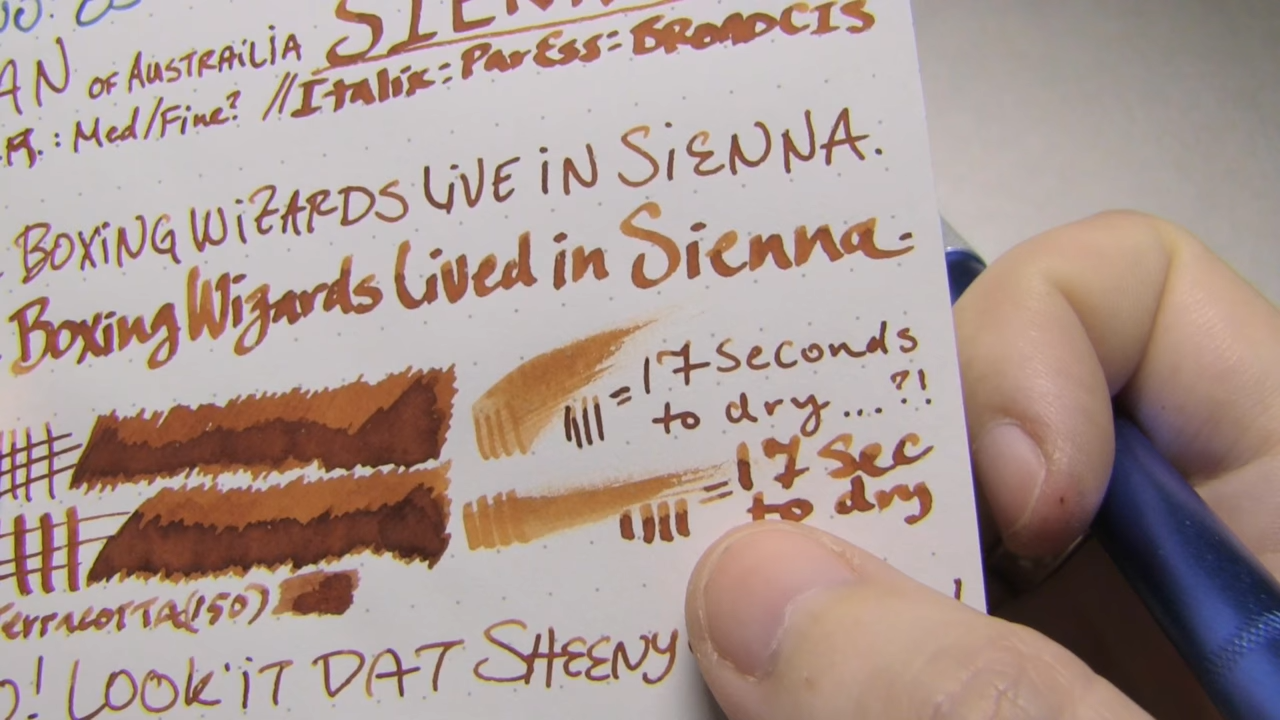 SIENN
AN OF AUSTRAILIA
R.: Med/Fine? //Italix: ParEss: BROADCIS
BOXING WIZARDS LIVE IN SIENNA.
Boxing Wizards Lived in Sienna.
= 17 Seconds
to dry....?!
= 17 Sec
to dry
Terracotta(150)
O! LOOK IT DAT SHEENY